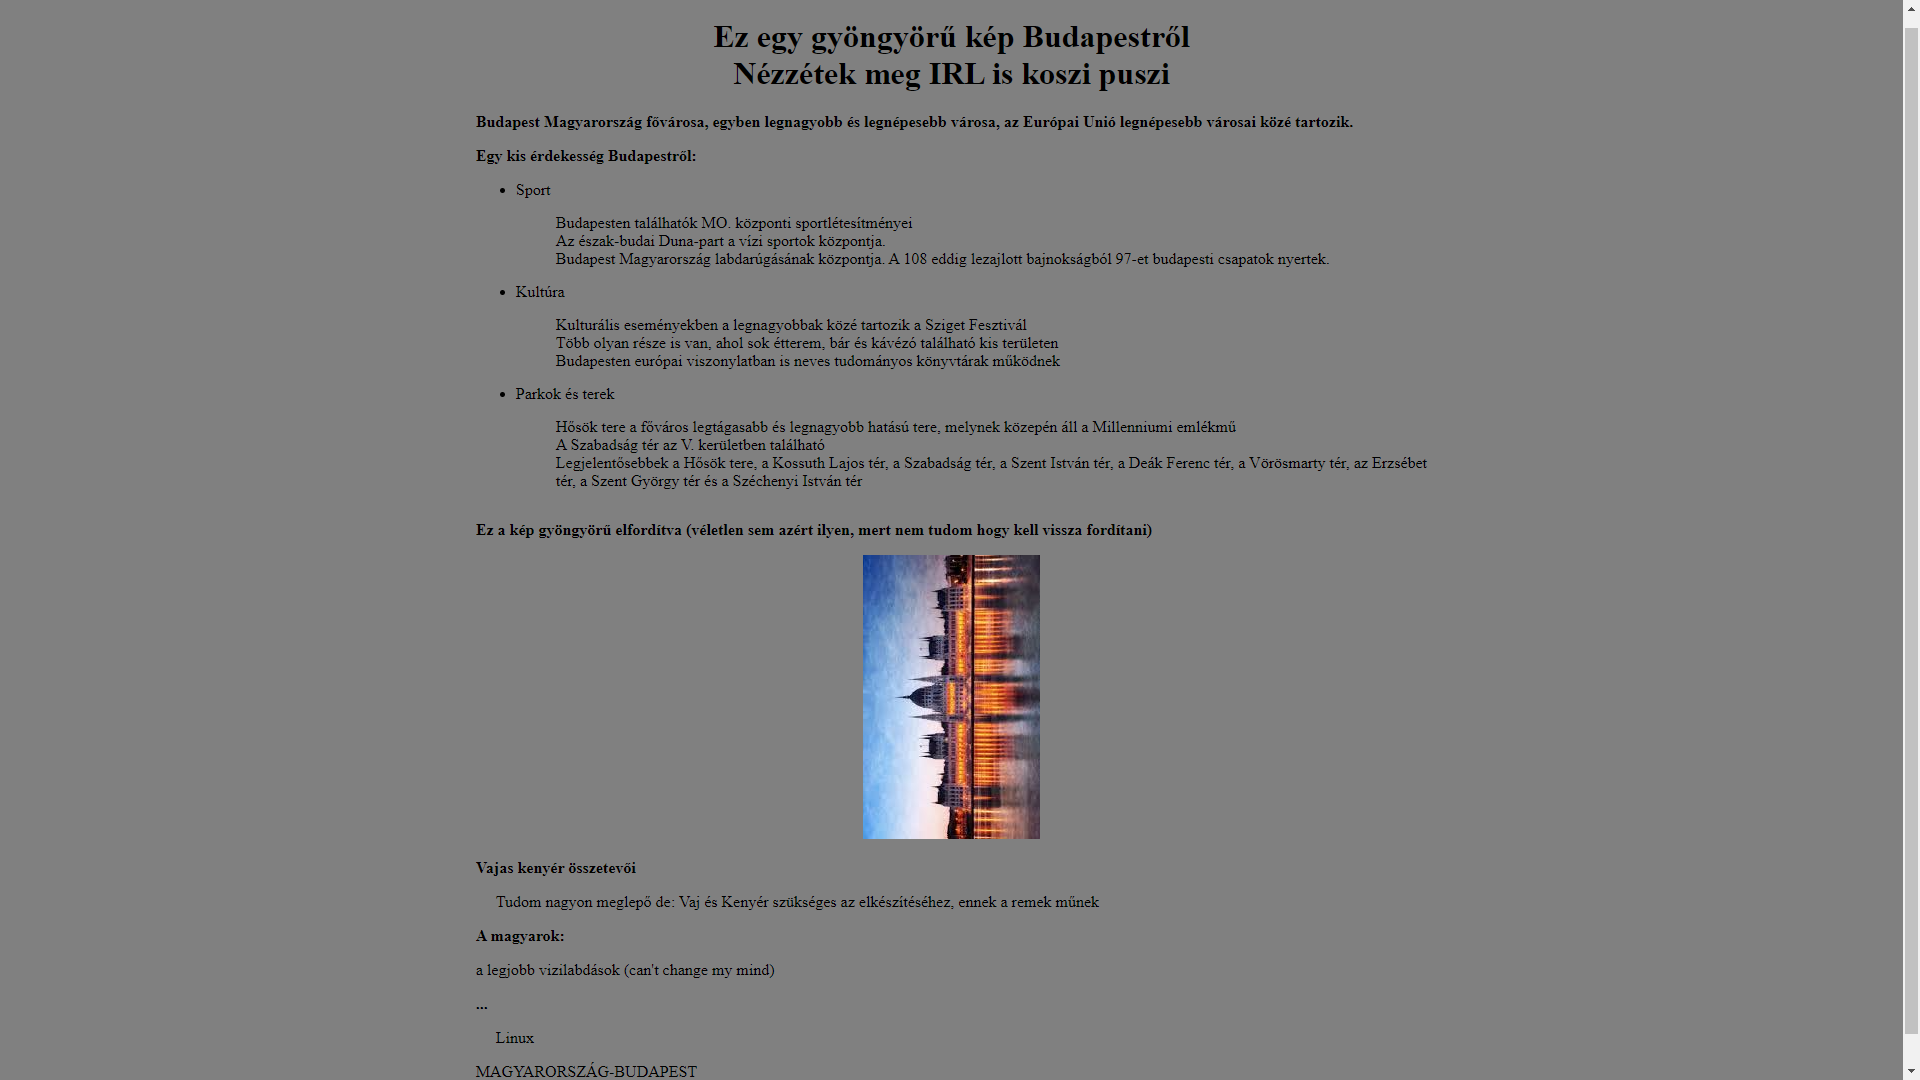 Ez egy gyöngyörű kép Budapestről
Nézzétek meg IRL is koszi puszi
Budapest Magyarország fővárosa, egyben legnagyobb és legnépesebb városa, az Európai Unió legnépesebb városai közé tartozik.
Egy kis érdekesség Budapestről:
• Sport
Budapesten találhatók MO. központi sportlétesítményei
Az észak-budai Duna-part a vízi sportok központja.
Budapest Magyarország labdarúgásának központja. A 108 eddig lezajlott bajnokságból 97-et budapesti csapatok nyertek.
• Kultúra
Kulturális eseményekben a legnagyobbak közé tartozik a Sziget Fesztivál
Több olyan része is van, ahol sok étterem, bár és kávézó található kis területen
Budapesten európai viszonylatban is neves tudományos könyvtárak működnek
• Parkok és terek
Hősök tere a főváros legtágasabb és legnagyobb hatású tere, melynek közepén áll a Millenniumi emlékmű
A Szabadság tér az V. kerületben található
Legjelentősebbek a Hősök tere, a Kossuth Lajos tér, a Szabadság tér, a Szent István tér, a Deák Ferenc tér, a Vörösmarty tér, az Erzsébet
tér, a Szent György tér és a Széchenyi István tér
Ez a kép gyöngyörű elfordítva (véletlen sem azért ilyen, mert nem tudom hogy kell vissza fordítani)
Vajas kenyér összetevői
Tudom nagyon meglepő de: Vaj és Kenyér szükséges az elkészítéséhez, ennek a remek műnek
A magyarok:
a legjobb vizilabdások (can't change my mind)
...
Linux
MAGYARORSZÁG-BUDAPEST